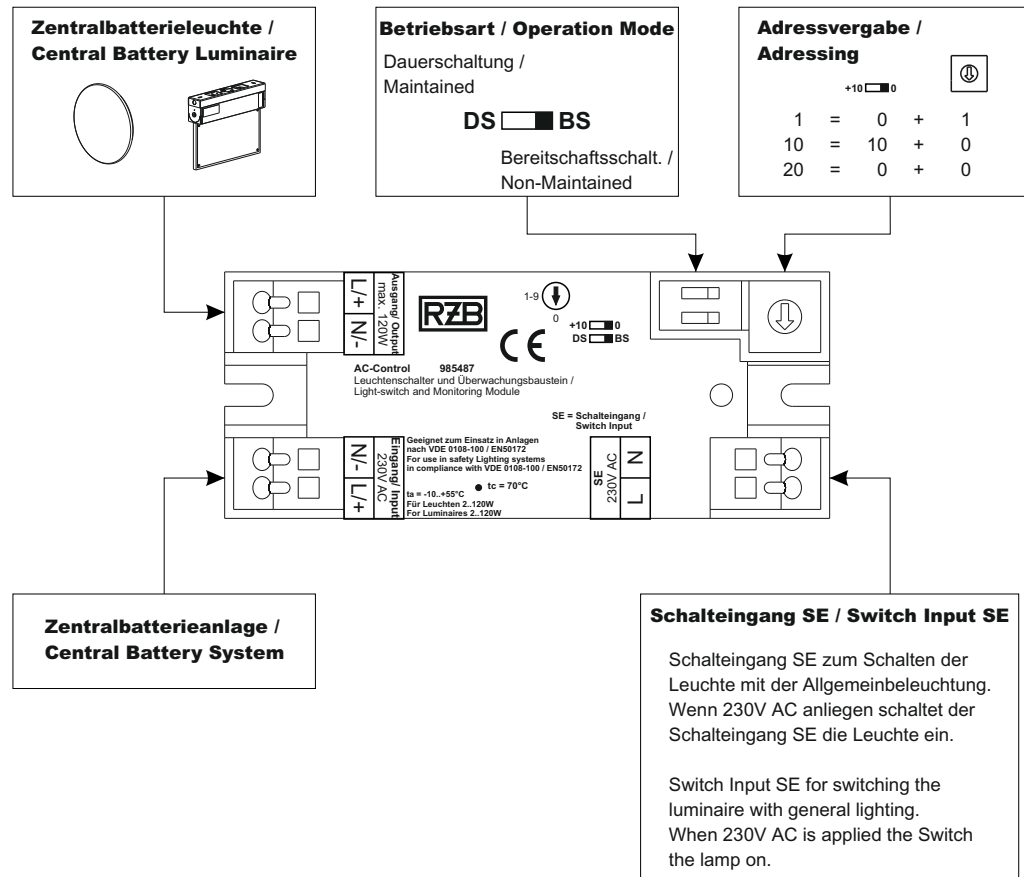 Zentralbatterieleuchte /
Central Battery Luminaire
Betriebsart / Operation Mode
Dauerschaltung /
Maintained
DS BS
Bereitschaftsschalt. /
Non-Maintained
Adressvergabe /
Adressing
+10 0
1 = 0 + 1
10 = 10 + 0
20 = 0 + 0
L/+
N/-
Ausgang/ Output
max. 120W
RZB
CE
1-9
0
+10 0
DS BS
AC-Control 985487
Leuchtenschalter und Überwachungsbaustein /
Light-switch and Monitoring Module
SE = Schalteingang /
Switch Input
N/-
L/+
Eingang/ Input
230V AC
Geeignet zum Einsatz in Anlagen
nach VDE 0108-100 / EN50172
For use in safety Lighting systems
in compliance with VDE 0108-100 / EN50172
tc = 70°C
ta = -10..+55°C
Für Leuchten 2..120W
For Luminaires 2..120W
SE
230V AC
N
L
Zentralbatterieanlage /
Central Battery System
Schalteingang SE / Switch Input SE
Schalteingang SE zum Schalten der
Leuchte mit der Allgemeinbeleuchtung.
Wenn 230V AC anliegen schaltet der
Schalteingang SE die Leuchte ein.
Switch Input SE for switching the
luminaire with general lighting.
When 230V AC is applied the Switch
the lamp on.